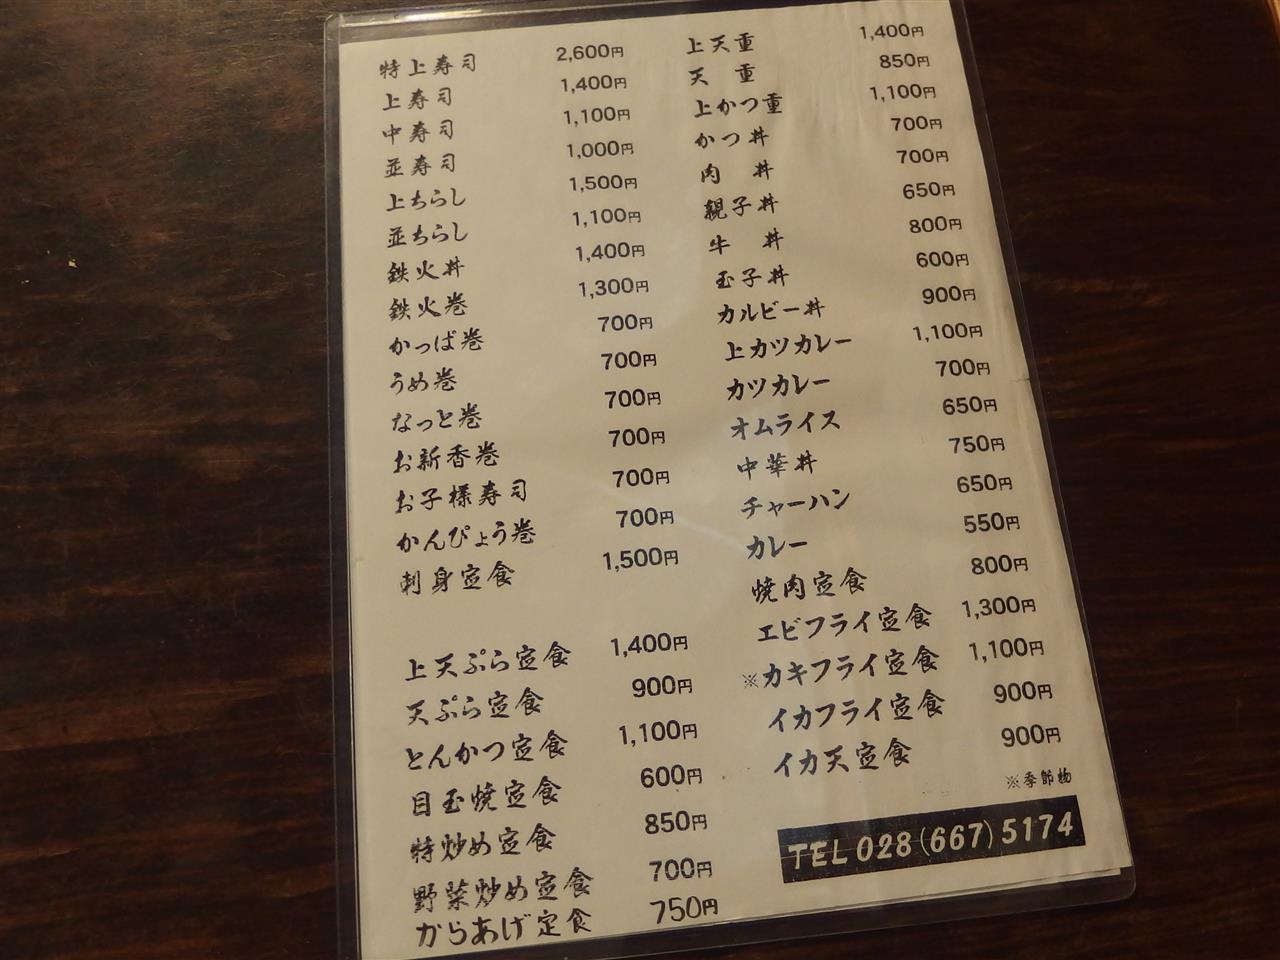 特上寿司 2,600円
上寿司 1,400円
中寿司 1,100円
並寿司 1,000円
上ちらし 1,500円
並ちらし 1,100円
鉄火丼 1,400円
鉄火巻 1,300円
かっぱ巻 700円
うめ巻 700円
なっと巻 700円
お新香巻 700円
お子様寿司 700円
かんぴょう巻 700円
刺身定食 1,500円
上天ぷら定食 1,400円
天ぷら定食 900円
とんかつ定食 1,100円
目玉焼定食 600円
特炒め定食 850円
野菜炒め定食 700円
からあげ定食 750円
上天重 1,400円
天重 850円
上かつ重 1,100円
かつ丼 700円
肉丼 700円
親子丼 650円
牛丼 800円
玉子丼 600円
カルビー丼 900円
上カツカレー 1,100円
カツカレー 700円
オムライス 650円
中華丼 750円
チャーハン 650円
カレー 550円
焼肉定食 800円
エビフライ定食 1,300円
※カキフライ定食 1,100円
イカフライ定食 900円
イカ天定食 900円
※季節物
TEL 028(667)5174